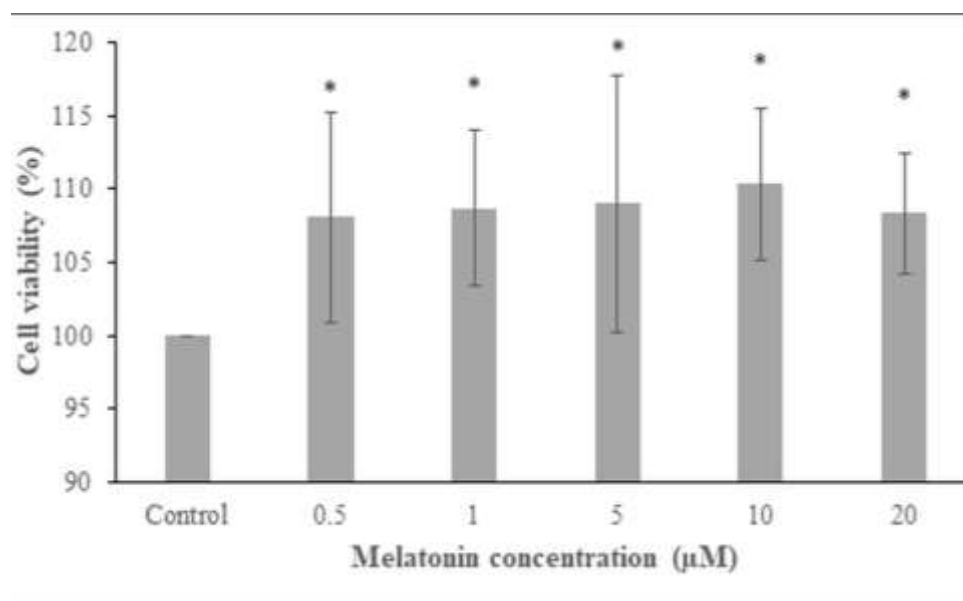 120
* * * * *
115
110
105
100
95
90
Cell viability (%)
Control 0.5 1 5 10 20
Melatonin concentration (µM)